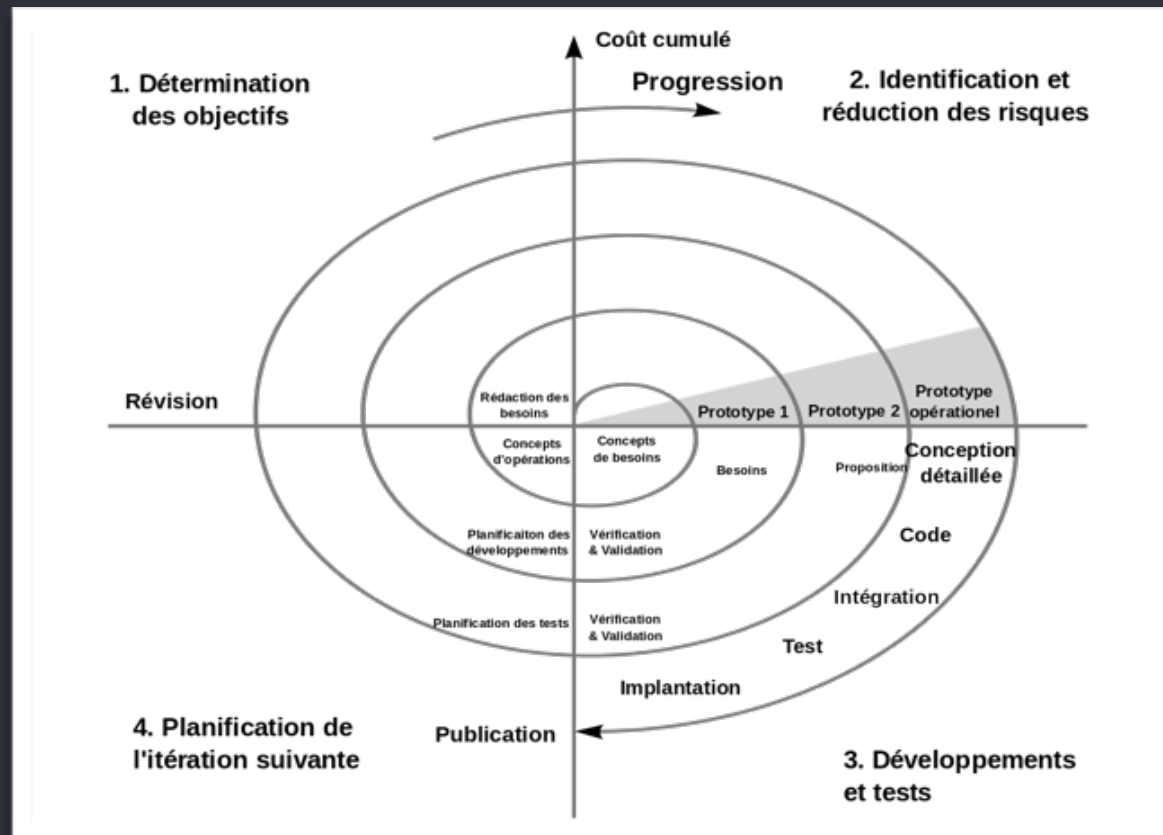 Coût cumulé
Progression
1. Détermination
des objectifs
2. Identification et
réduction des risques
Révision
Rédaction des
besoins
Prototype 1
Prototype 2
Prototype
opérationel
Concepts
d'opérations
Concepts
de besoins
Besoins
Proposition
Conception
détaillée
Planificaiton des
développements
Vérification
& Validation
Code
Intégration
Planification des tests
Vérification
& Validation
Test
Implantation
Publication
4. Planification de
l'itération suivante
3. Développements
et tests